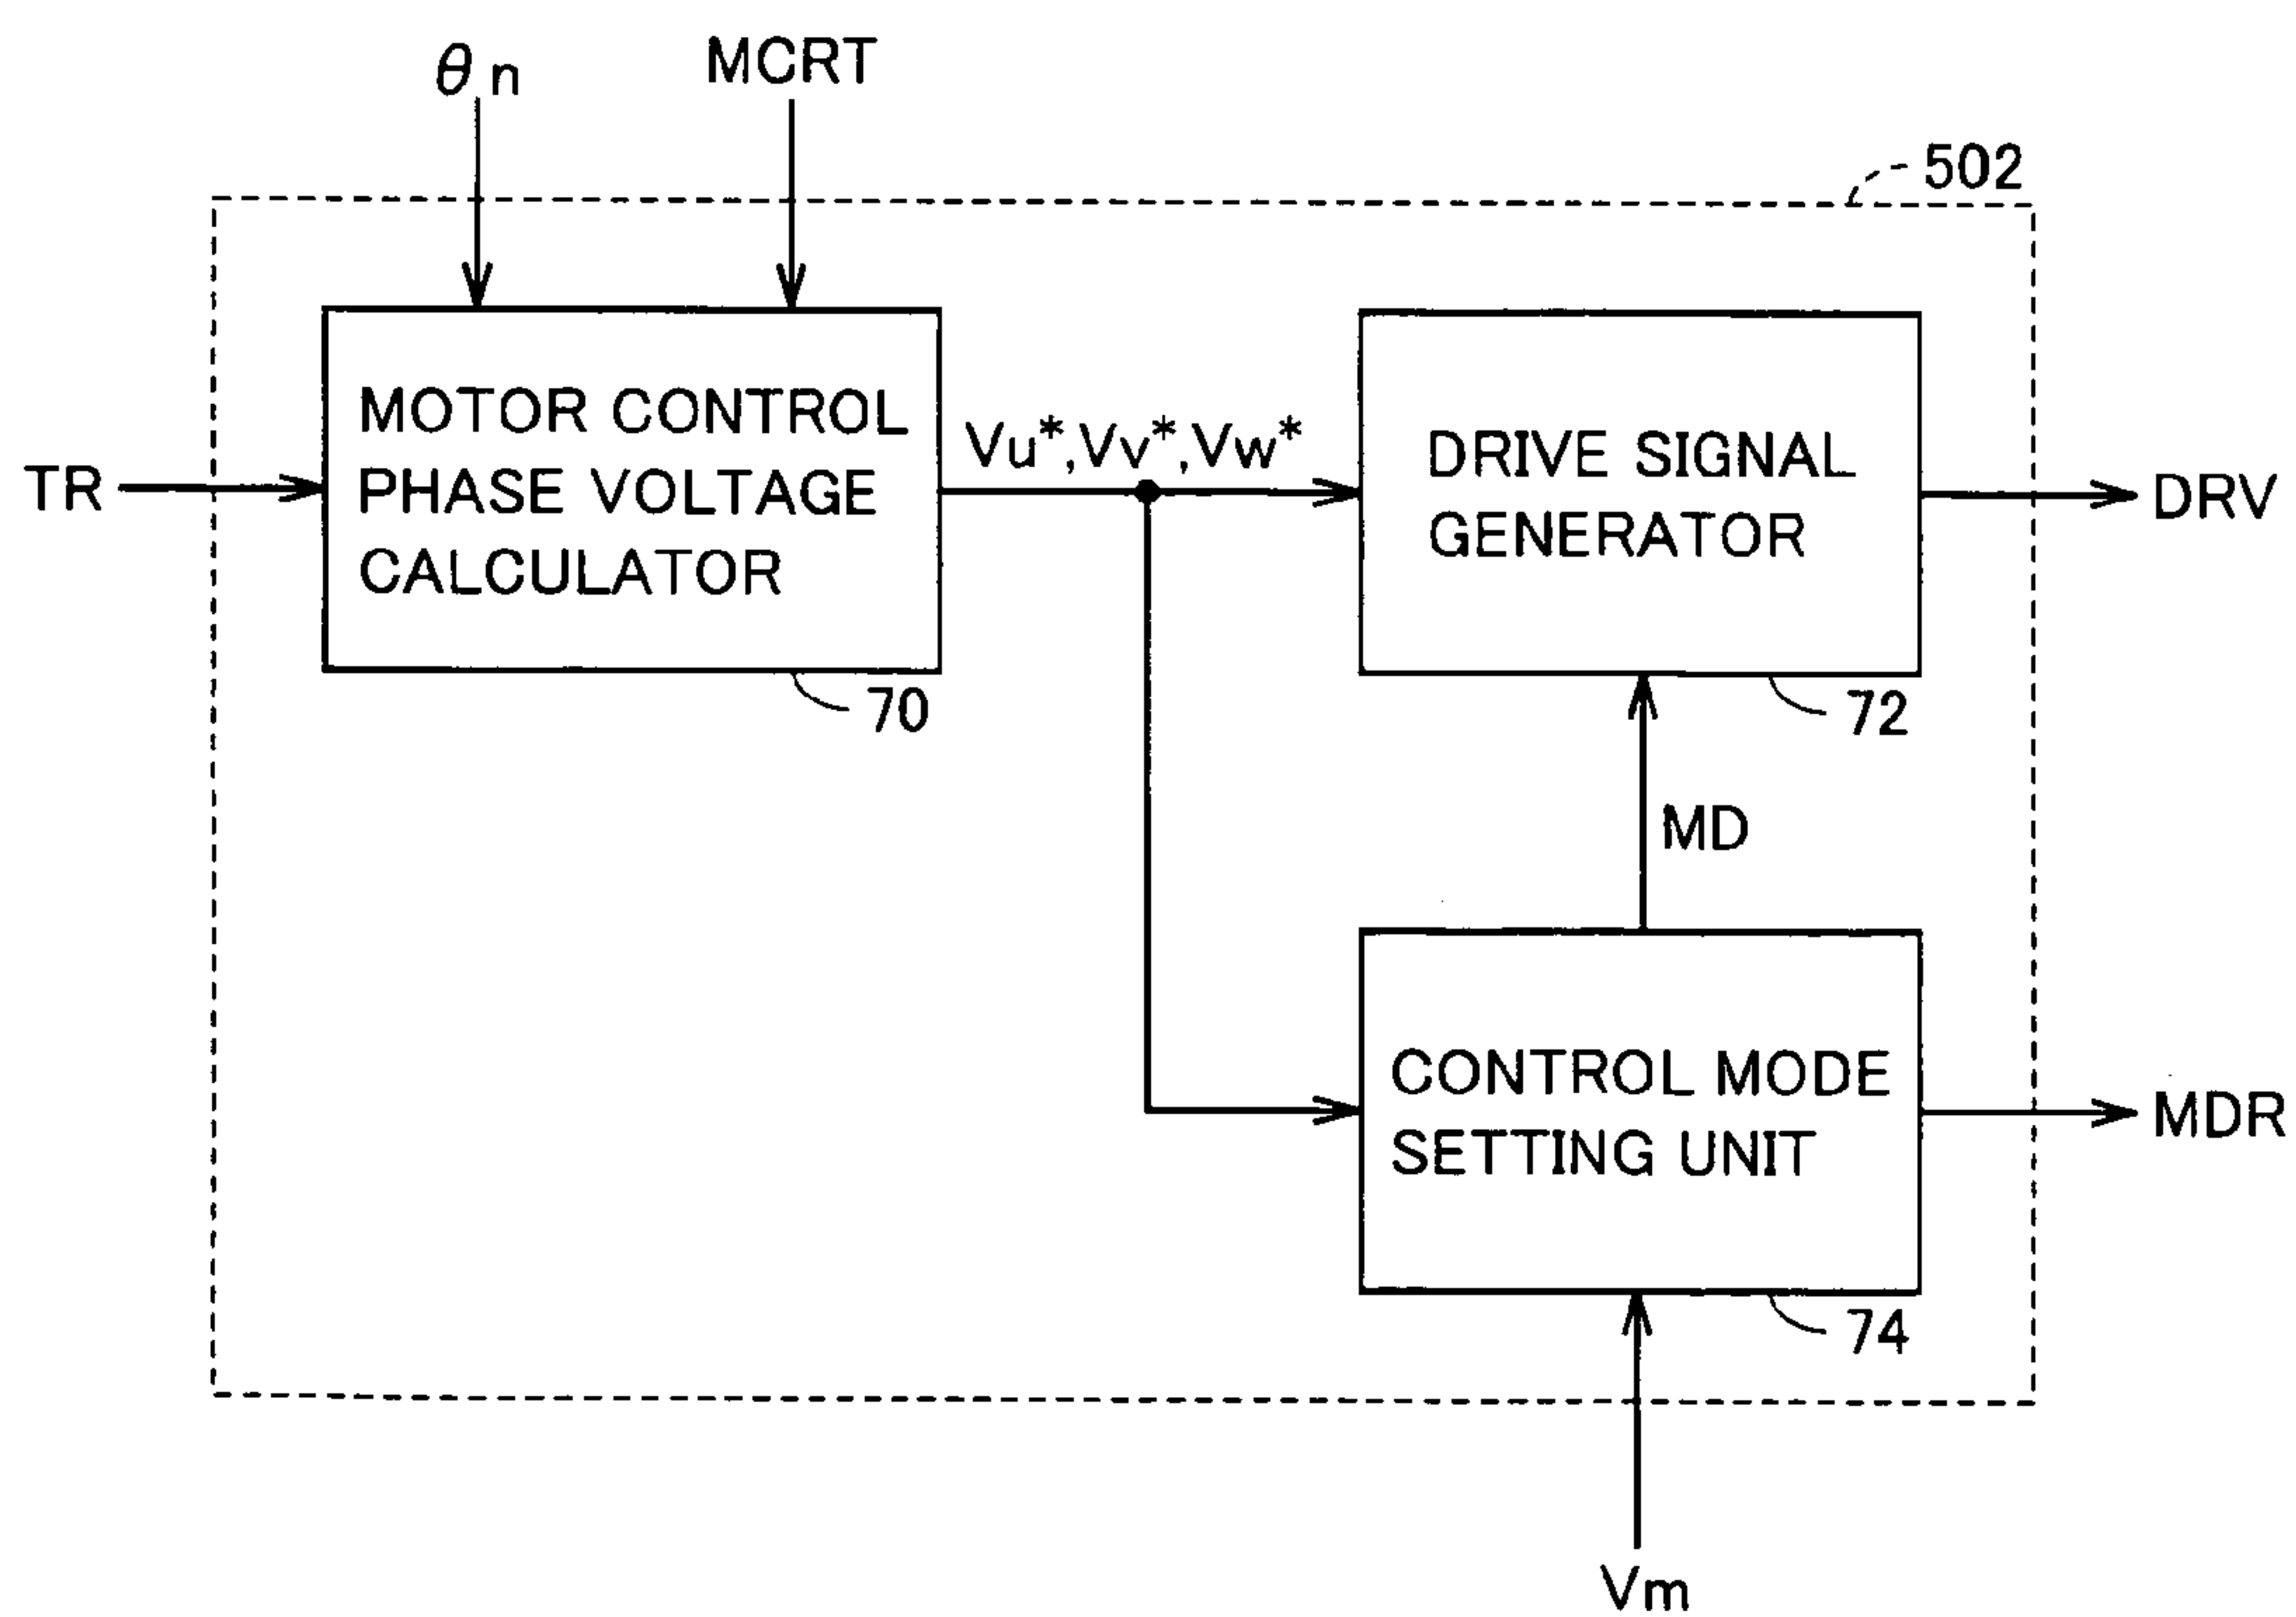 θn
MCRT
502
MOTOR CONTROL
PHASE VOLTAGE
CALCULATOR
TR
Vu*,Vv*,Vw*
DRIVE SIGNAL
GENERATOR
DRV
70
72
MD
CONTROL MODE
SETTING UNIT
MDR
74
Vm